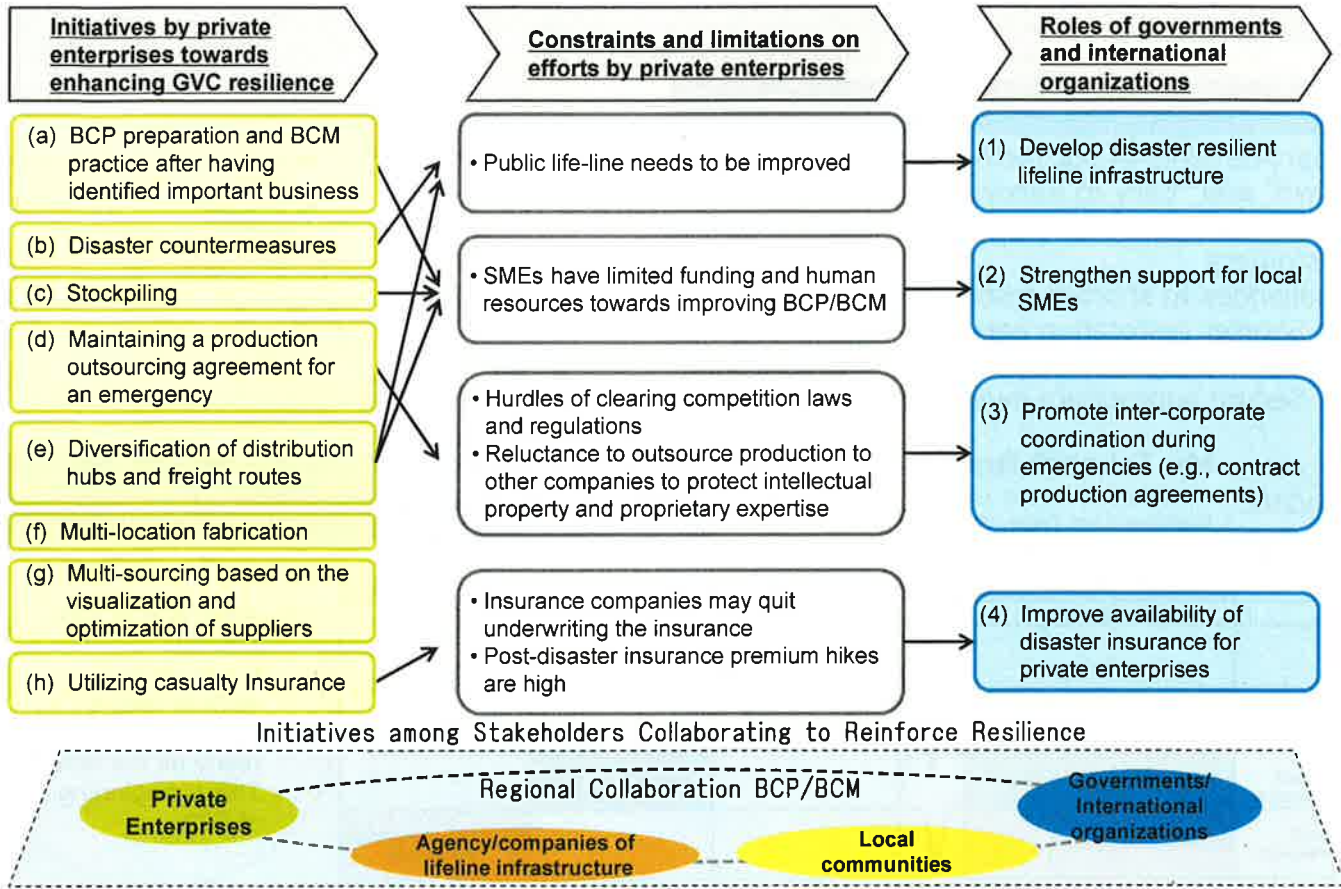 Initiatives by private
enterprises towards
enhancing GVC resilience
Constraints and limitations on
efforts by private enterprises
Roles of governments
and international
organizations
(a) BCP preparation and BCM
practice after having
identified important business
(b) Disaster countermeasures
(c) Stockpiling
(d) Maintaining a production
outsourcing agreement for
an emergency
(e) Diversification of distribution
hubs and freight routes
(f) Multi-location fabrication
(g) Multi-sourcing based on the
visualization and
optimization of suppliers
(h) Utilizing casualty Insurance
• Public life-line needs to be improved
• SMEs have limited funding and human
resources towards improving BCP/BCM
• Hurdles of clearing competition laws
and regulations
• Reluctance to outsource production to
other companies to protect intellectual
property and proprietary expertise
• Insurance companies may quit
underwriting the insurance
• Post-disaster insurance premium hikes
are high
(1) Develop disaster resilient
lifeline infrastructure
(2) Strengthen support for local
SMEs
(3) Promote inter-corporate
coordination during
emergencies (e.g., contract
production agreements)
(4) Improve availability of
disaster insurance for
private enterprises
Initiatives among Stakeholders Collaborating to Reinforce Resilience
Regional Collaboration BCP/BCM
Private
Enterprises
Agency/companies of
lifeline infrastructure
Local
communities
Governments/
International
organizations